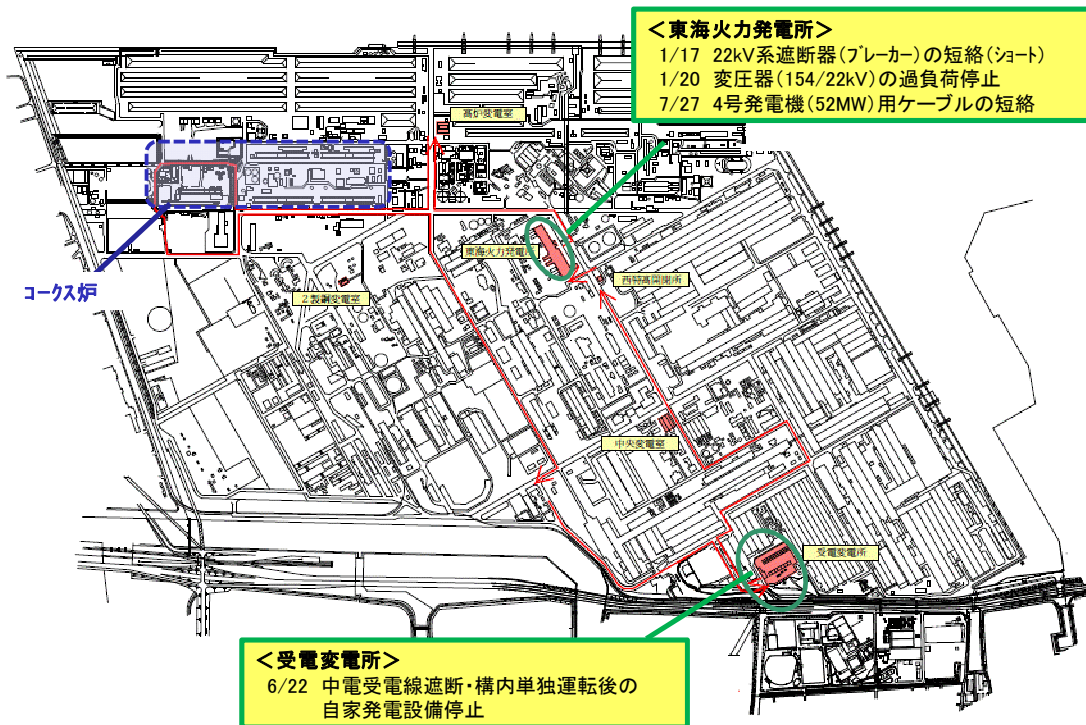 ＜東海火力発電所＞
1/17 22kV系遮断器(ﾌﾞﾚｰｶｰ)の短絡(ｼｮｰﾄ)
1/20 変圧器(154/22kV)の過負荷停止
7/27 4号発電機(52MW)用ケーブルの短絡
高炉変電室
東海火力発電所
西特高開閉所
コークス炉
２製鋼変電室
中央変電室
受電変電所
＜受電変電所＞
6/22 中電受電線遮断・構内単独運転後の
自家発電設備停止